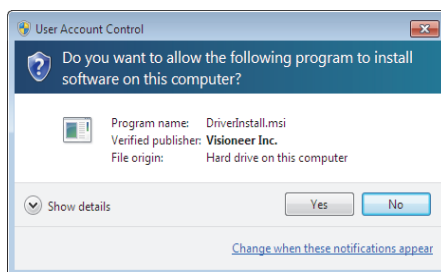 User Account Control
Do you want to allow the following program to install
software on this computer?
Program name: DriverInstall.msi
Verified publisher: Visioneer Inc.
File origin: Hard drive on this computer
Show details
Yes No
Change when these notifications appear